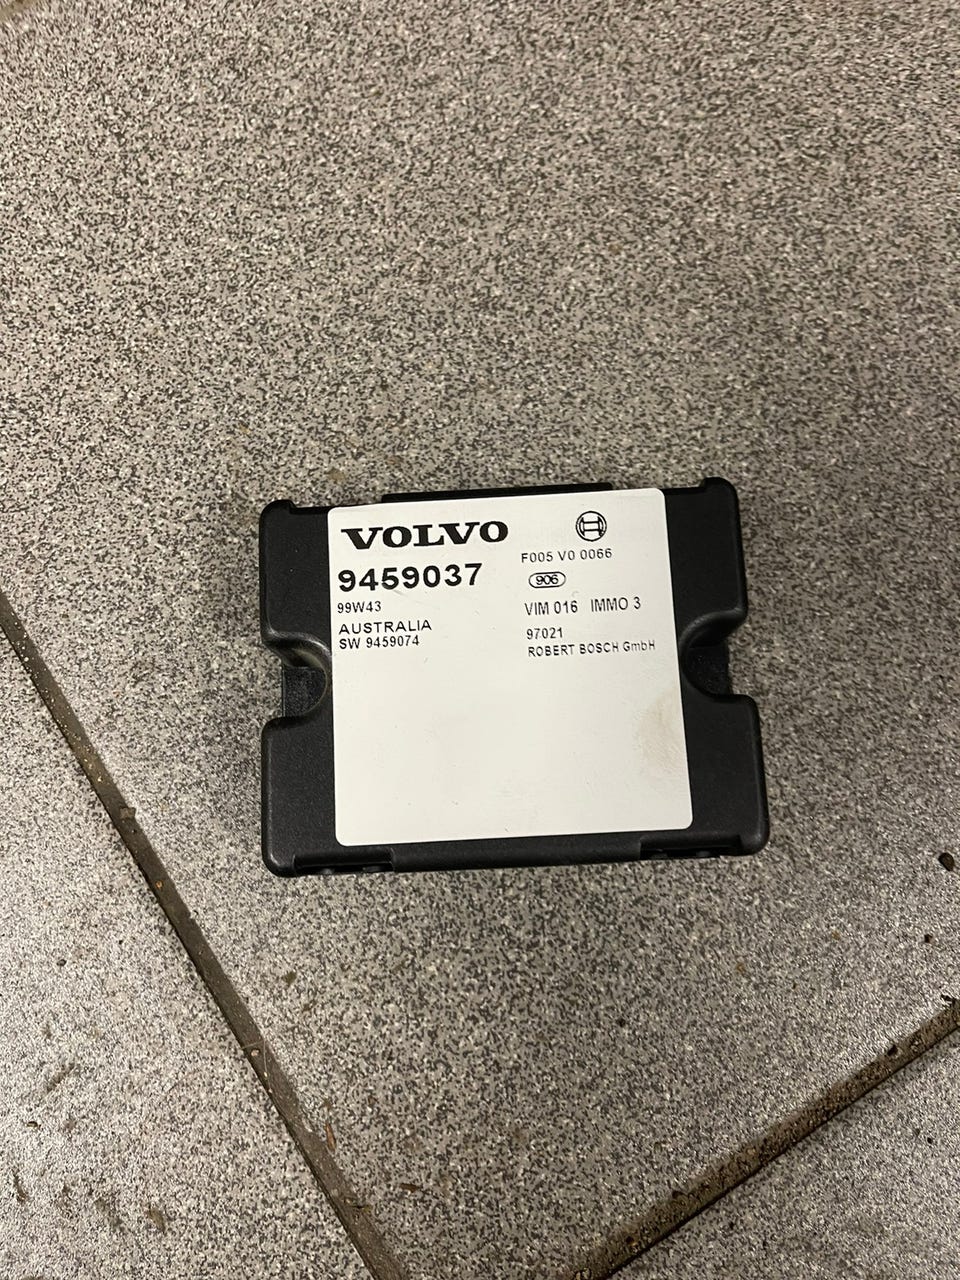 VOLVO
9459037
99W43
AUSTRALIA
SW 9459074
F005 V0 0066
906
VIM 016 IMMO 3
97021
ROBERT BOSCH GmbH